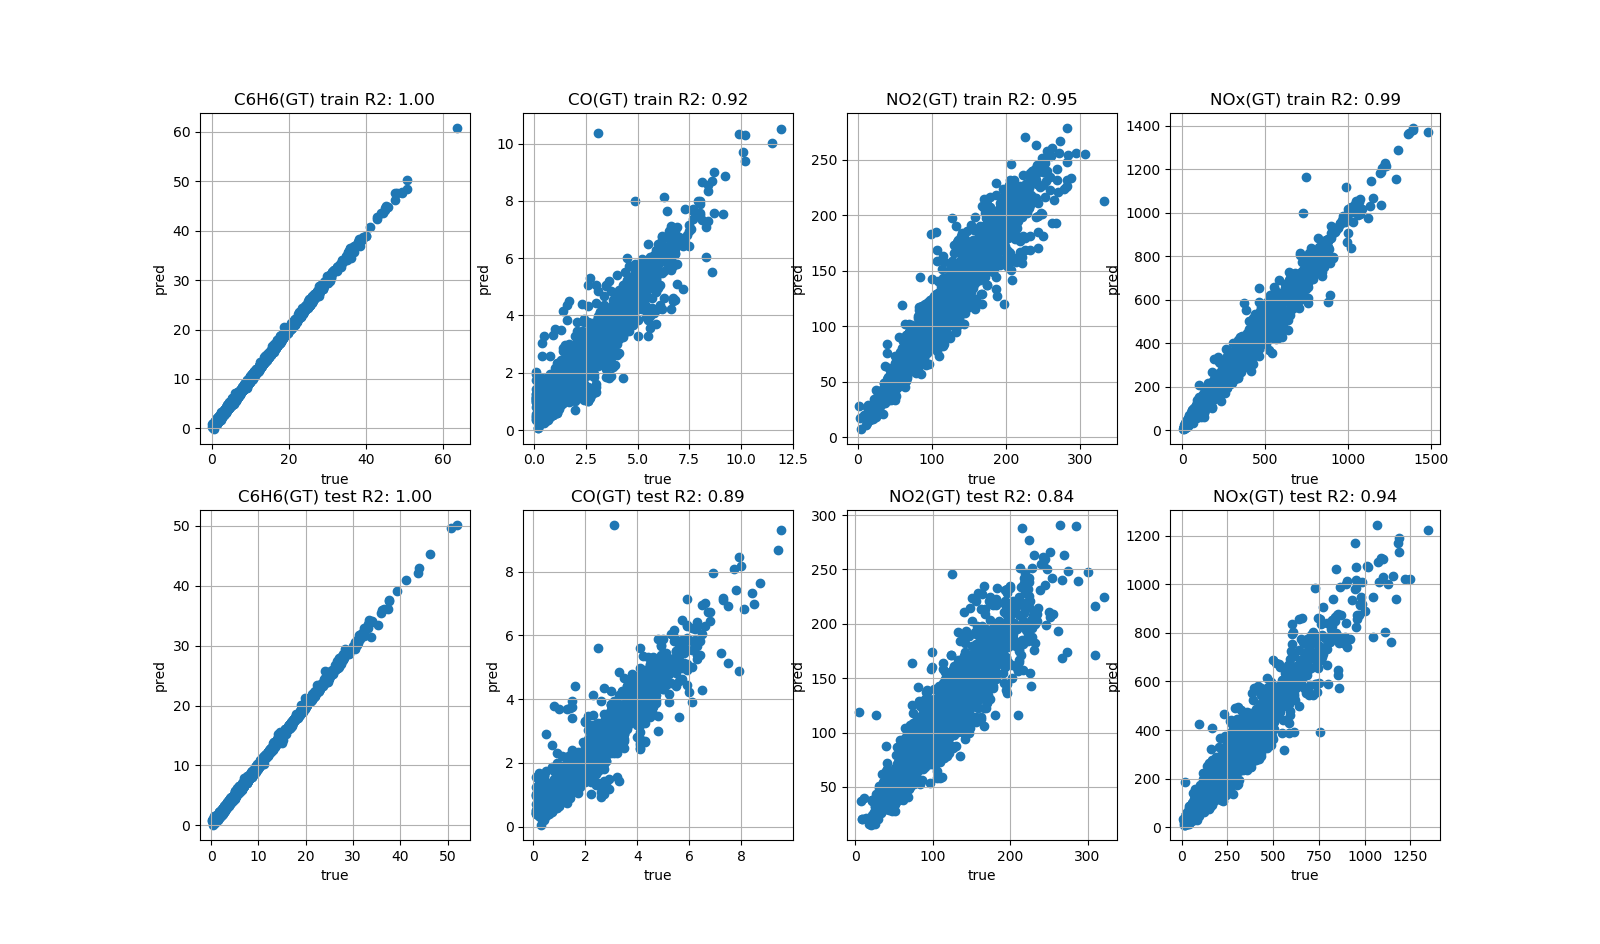 C6H6(GT) train R2: 1.00
CO(GT) train R2: 0.92
NO2(GT) train R2: 0.95
NOx(GT) train R2: 0.99
pred
60
50
40
30
20
10
0
0 20 40 60
true
pred
10
8
6
4
2
0
0.0 2.5 5.0 7.5 10.0 12.5
true
pred
250
200
150
100
50
0
0 100 200 300
true
pred
1400
1200
1000
800
600
400
200
0
0 500 1000 1500
true
C6H6(GT) test R2: 1.00
CO(GT) test R2: 0.89
NO2(GT) test R2: 0.84
NOx(GT) test R2: 0.94
pred
50
40
30
20
10
0
0 10 20 30 40 50
true
pred
8
6
4
2
0
0 2 4 6 8
true
pred
300
250
200
150
100
50
0 100 200 300
true
pred
1200
1000
800
600
400
200
0
0 250 500 750 1000 1250
true